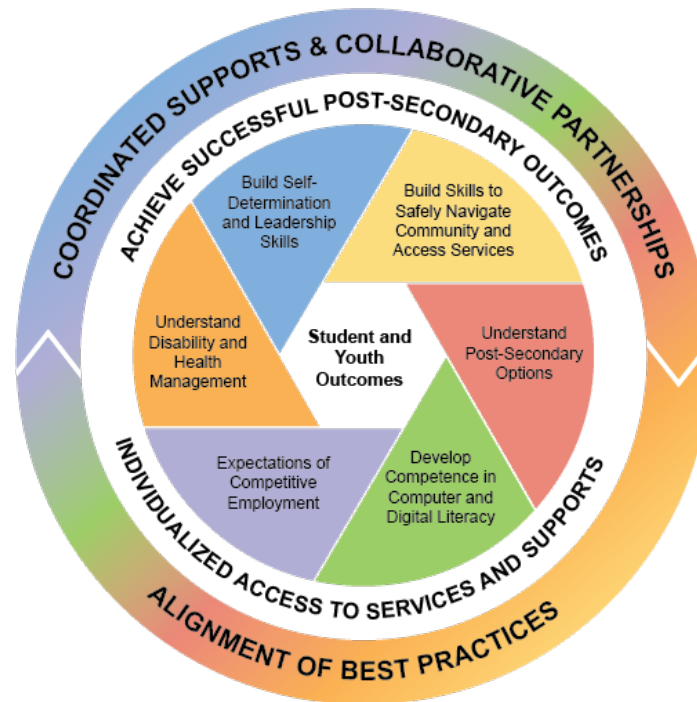 COORDINATED SUPPORTS & COLLABORATIVE PARTNERSHIPS
ACHIEVE SUCCESSFUL POST-SECONDARY OUTCOMES
Build Self-
Determination
and Leadership
Skills
Build Skills to
Safely Navigate
Community and
Access Services
Understand
Disability and
Health
Management
Student and
Youth
Outcomes
Understand
Post-Secondary
Options
Expectations of
Competitive
Employment
Develop
Competence in
Computer and
Digital Literacy
INDIVIDUALIZED ACCESS TO SERVICES AND SUPPORTS
ALIGNMENT OF BEST PRACTICES